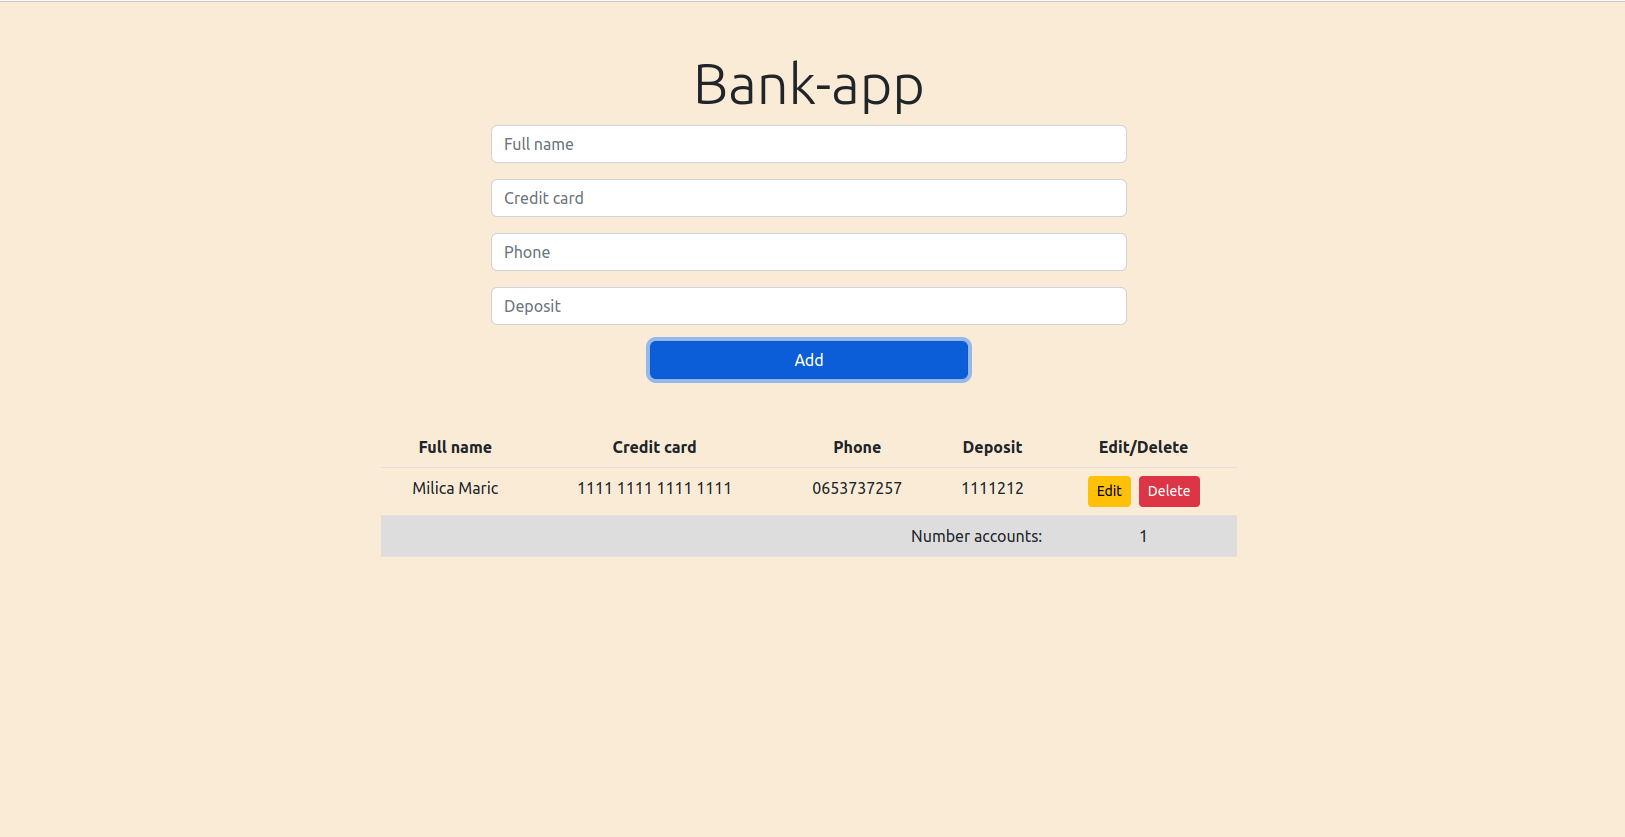 Bank-app
Full name
Credit card
Phone
Deposit
Add
Full name Credit card Phone Deposit Edit/Delete
Milica Maric 1111 1111 1111 1111 0653737257 1111212 Edit Delete
Number accounts: 1